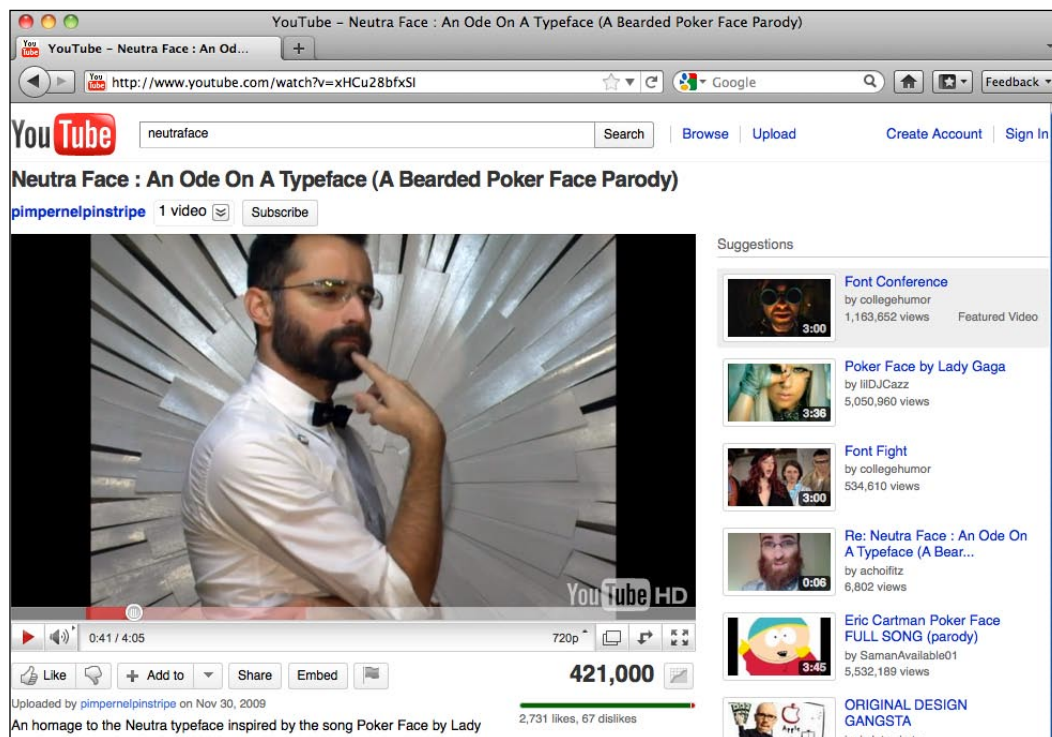 YouTube – Neutra Face : An Ode On A Typeface (A Bearded Poker Face Parody)
You Tube YouTube – Neutra Face : An Od... +
You Tube http://www.youtube.com/watch?v=xHCu28bfxSI Google Feedback
You Tube neutraface Search Browse Upload Create Account Sign In
Neutra Face : An Ode On A Typeface (A Bearded Poker Face Parody)
pimpernelpinstripe 1 video Subscribe
You Tube HD
0:41 / 4:05 720p
Like + Add to Share Embed 421,000
Uploaded by pimpernelpinstripe on Nov 30, 2009
2,731 likes, 67 dislikes
An homage to the Neutra typeface inspired by the song Poker Face by Lady
Suggestions
3:00
Font Conference
by collegehumor
1,163,652 views Featured Video
3:36
Poker Face by Lady Gaga
by lilDJCazz
5,050,960 views
3:00
Font Fight
by collegehumor
534,610 views
0:06
Re: Neutra Face : An Ode On
A Typeface (A Bear...
by achoifitz
6,802 views
3:45
Eric Cartman Poker Face
FULL SONG (parody)
by SamanAvailable01
5,532,189 views
ORIGINAL DESIGN
GANGSTA